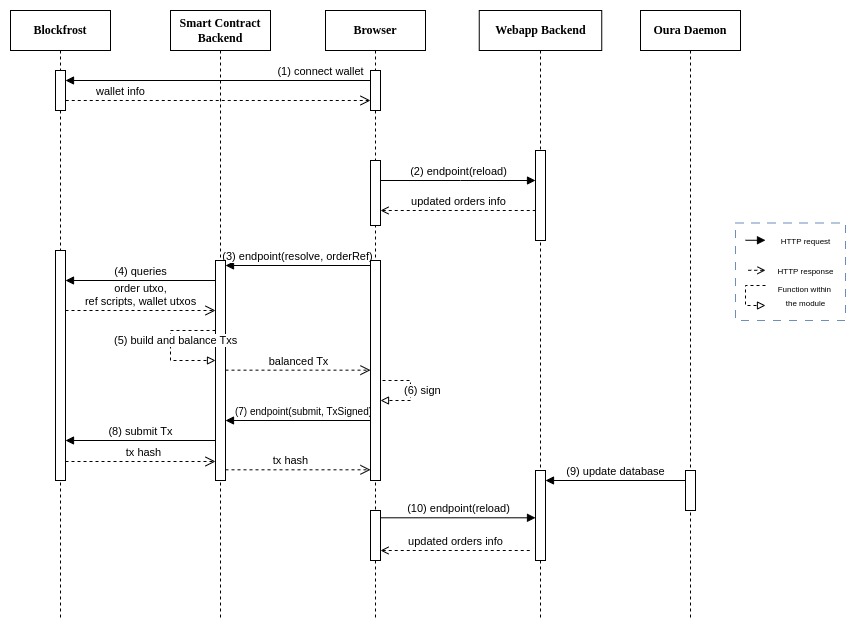 Blockfrost
Smart Contract
Backend
Browser
Webapp Backend
Oura Daemon
(1) connect wallet
wallet info
(2) endpoint(reload)
updated orders info
(3) endpoint(resolve, orderRef)
(4) queries
order utxo,
ref scripts, wallet utxos
(5) build and balance Txs
balanced Tx
(6) sign
(7) endpoint(submit, TxSigned)
(8) submit Tx
tx hash
tx hash
(9) update database
(10) endpoint(reload)
updated orders info
HTTP request
HTTP response
Function within
the module